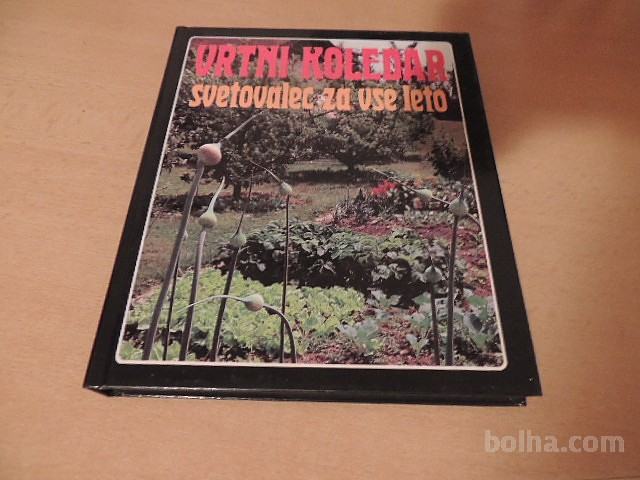 VRTNI KOLEDAR
svetovalec za vse leto
bolha.com